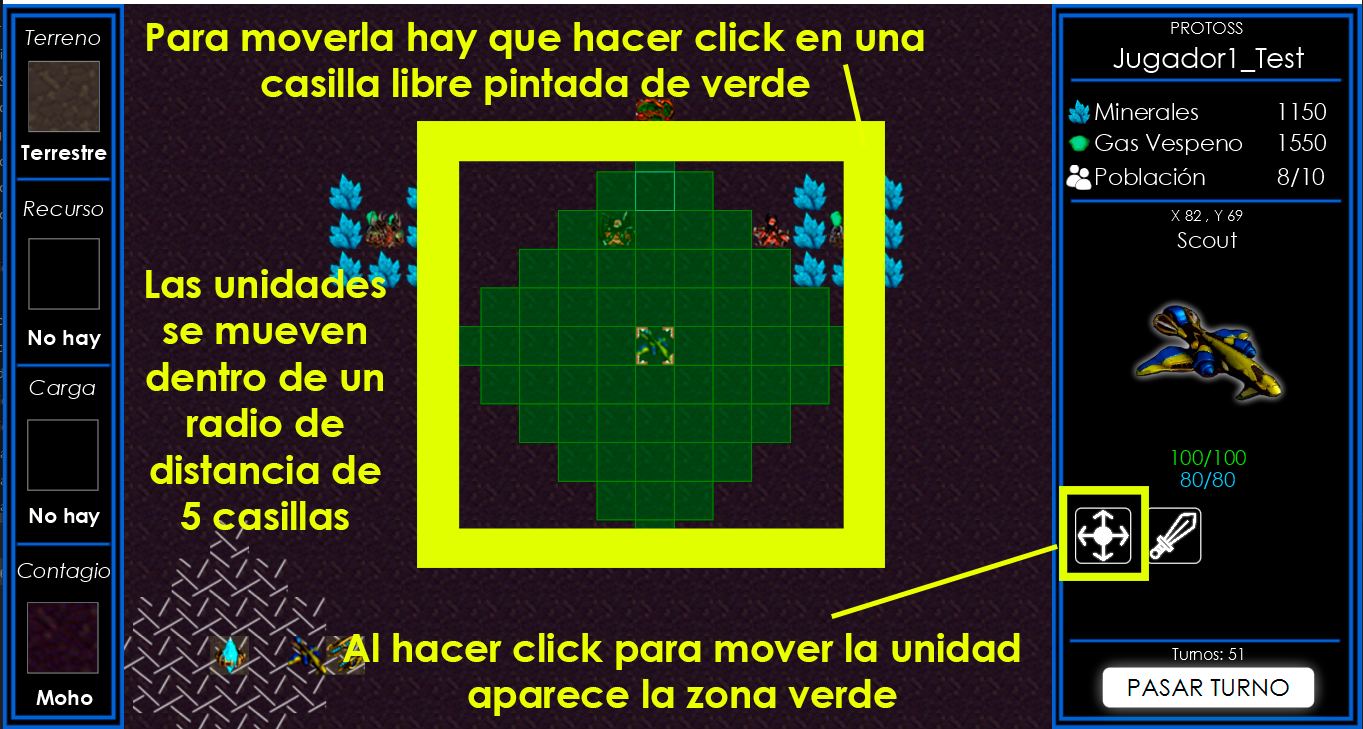 Terreno
Terrestre
Recurso
No hay
Carga
No hay
Contagio
Moho
Para moverla hay que hacer click en una
casilla libre pintada de verde
Las unidades
se mueven
dentro de un
radio de
distancia de
5 casillas
Al hacer click para mover la unidad
aparece la zona verde
PROTOSS
Jugador1_Test
Minerales 1150
Gas Vespeno 1550
Población 8/10
X 82 , Y 69
Scout
100/100
80/80
Turnos: 51
PASAR TURNO